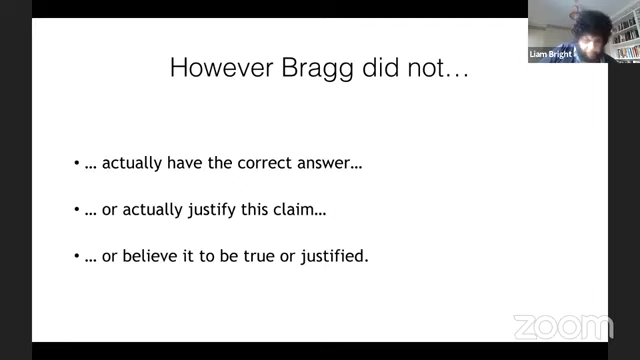 Liam Bright
However Bragg did not…
• … actually have the correct answer…
• … or actually justify this claim…
• … or believe it to be true or justified.
zoom